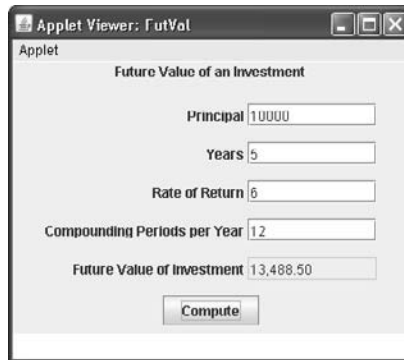 Applet Viewer: FutVal
Applet
Future Value of an Investment
Principal 10000
Years 5
Rate of Return 6
Compounding Periods per Year 12
Future Value of Investment 13,488.50
Compute